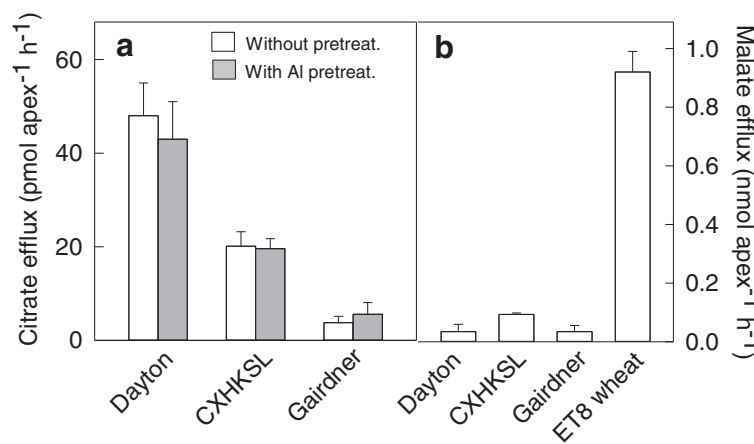 a
Without pretreat.
With Al pretreat.
Citrate efflux (pmol apex⁻¹ h⁻¹)
60
40
20
0
Dayton
CXHKSL
Gairdner
b
Malate efflux (nmol apex⁻¹ h⁻¹)
1.0
0.8
0.6
0.4
0.2
0.0
Dayton
CXHKSL
Gairdner
ET8 wheat